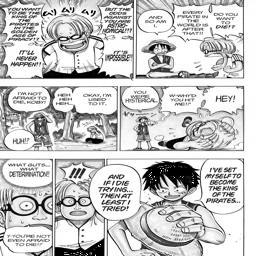 DO YOU
WANT TO
DIE!?
EVERY
PIRATE IN
THE WORLD
IS AFTER
THAT!!
AND
SO AM
I.
BUT THE
ODDS
AGAINST
YOU ARE
IT'S
IMPOSSIBLE!!
YOU WANT
TO BE THE
KING OF THE
PIRATES
IN THE
GOLDEN
AGE OF
IT'LL
NEVER
HAPPEN!!
HEY!
W-WHY'D
YOU HIT
ME!?
YOU
WERE
HYSTERICAL.
OKAY, I'M
USED TO
IT.
HEH
HEH
HEH..
I'M NOT
AFRAID TO
DIE, KOBY!
HUH!!
I'VE SET
MYSELF TO
BECOME
THE KING
OF THE
PIRATES...
AND
IF I DIE
TRYING,
THEN AT
LEAST I
TRIED!
!!!
WHAT GUTS...
WHAT
DETERMINATION!!
Y-YOU'RE NOT
EVEN AFRAID
TO DIE!?